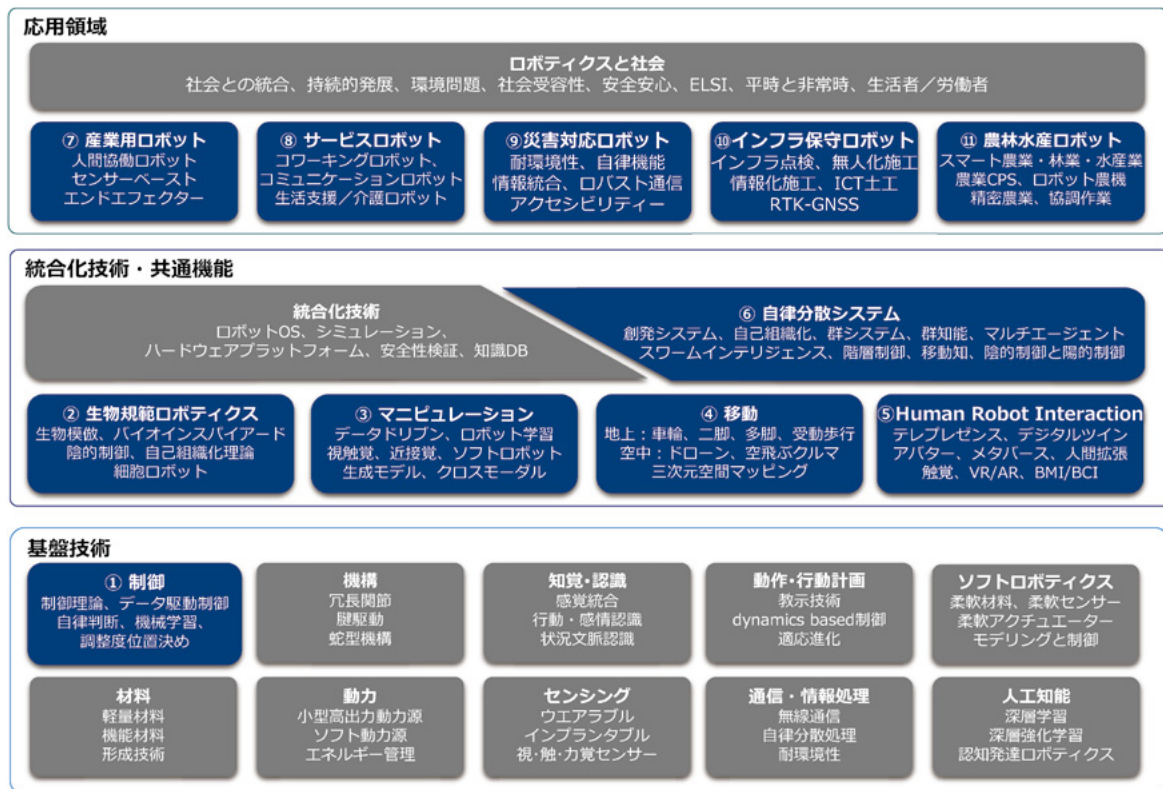 応用領域
ロボティクスと社会
社会との統合、持続的発展、環境問題、社会受容性、安全安心、ELSI、平時と非常時、生活者／労働者
⑦ 産業用ロボット
人間協働ロボット
センサーベースト
エンドエフェクター
⑧ サービスロボット
コワーキングロボット、
コミュニケーションロボット
生活支援／介護ロボット
⑨災害対応ロボット
耐環境性、自律機能
情報統合、ロバスト通信
アクセシビリティー
⑩インフラ保守ロボット
インフラ点検、無人化施工
情報化施工、ICT土工
RTK-GNSS
⑪ 農林水産ロボット
スマート農業・林業・水産業
農業CPS、ロボット農機
精密農業、協調作業
統合化技術・共通機能
統合化技術
ロボットOS、シミュレーション、
ハードウェアプラットフォーム、安全性検証、知識DB
⑥ 自律分散システム
創発システム、自己組織化、群システム、群知能、マルチエージェント
スワームインテリジェンス、階層制御、移動知、陰的制御と陽的制御
② 生物規範ロボティクス
生物模倣、バイオインスパイアード
陰的制御、自己組織化理論
細胞ロボット
③ マニピュレーション
データドリブン、ロボット学習
視触覚、近接覚、ソフトロボット
生成モデル、クロスモーダル
④ 移動
地上：車輪、二脚、多脚、受動歩行
空中：ドローン、空飛ぶクルマ
三次元空間マッピング
⑤Human Robot Interaction
テレプレゼンス、デジタルツイン
アバター、メタバース、人間拡張
触覚、VR/AR、BMI/BCI
基盤技術
① 制御
制御理論、データ駆動制御
自律判断、機械学習、
調整度位置決め
機構
冗長関節
腱駆動
蛇型機構
知覚・認識
感覚統合
行動・感情認識
状況文脈認識
動作・行動計画
教示技術
dynamics based制御
適応進化
ソフトロボティクス
柔軟材料、柔軟センサー
柔軟アクチュエーター
モデリングと制御
材料
軽量材料
機能材料
形成技術
動力
小型高出力動力源
ソフト動力源
エネルギー管理
センシング
ウエアラブル
インプランタブル
視・触・力覚センサー
通信・情報処理
無線通信
自律分散処理
耐環境性
人工知能
深層学習
深層強化学習
認知発達ロボティクス